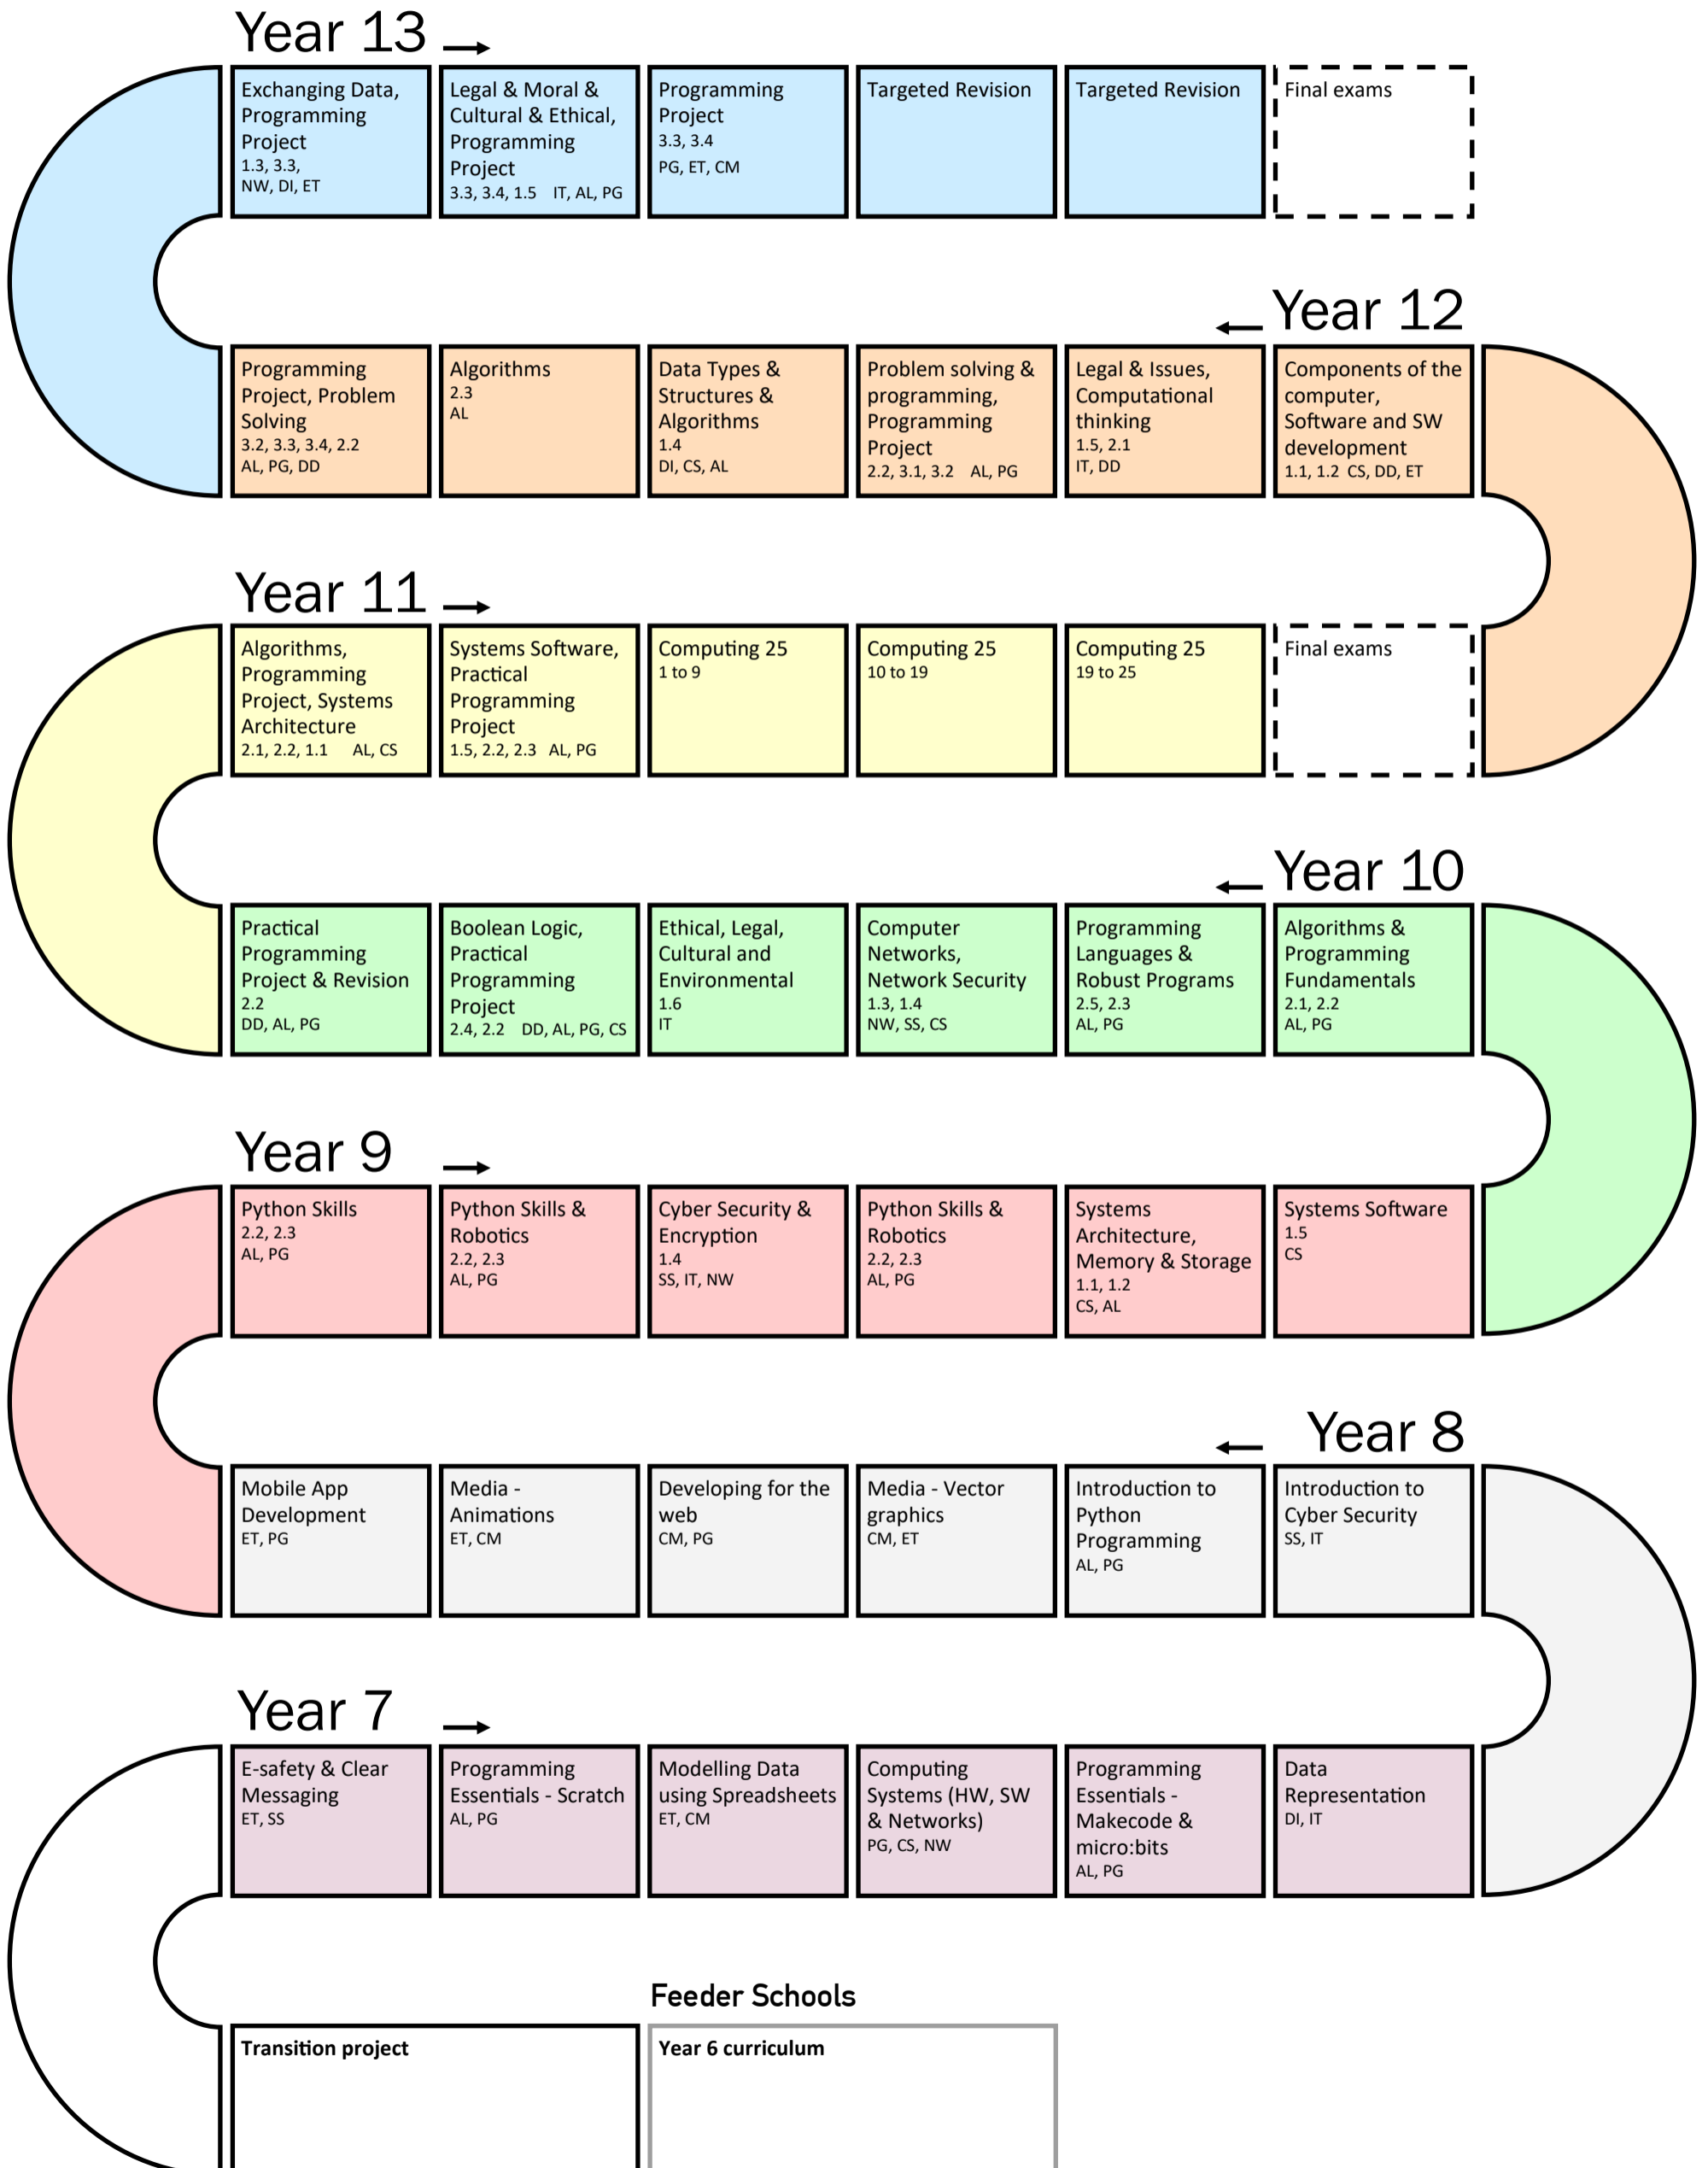 Year 13
Exchanging Data,
Programming
Project
1.3, 3.3,
NW, DI, ET
Legal & Moral &
Cultural & Ethical,
Programming
Project
3.3, 3.4, 1.5 IT, AL, PG
Programming
Project
3.3, 3.4
PG, ET, CM
Targeted Revision
Targeted Revision
Final exams
Year 12
Programming
Project, Problem
Solving
3.2, 3.3, 3.4, 2.2
AL, PG, DD
Algorithms
2.3
AL
Data Types &
Structures &
Algorithms
1.4
DI, CS, AL
Problem solving &
programming,
Programming
Project
2.2, 3.1, 3.2 AL, PG
Legal & Issues,
Computational
thinking
1.5, 2.1
IT, DD
Components of the
computer,
Software and SW
development
1.1, 1.2 CS, DD, ET
Year 11
Algorithms,
Programming
Project, Systems
Architecture
2.1, 2.2, 1.1 AL, CS
Systems Software,
Practical
Programming
Project
1.5, 2.2, 2.3 AL, PG
Computing 25
1 to 9
Computing 25
10 to 19
Computing 25
19 to 25
Final exams
Year 10
Practical
Programming
Project & Revision
2.2
DD, AL, PG
Boolean Logic,
Practical
Programming
Project
2.4, 2.2 DD, AL, PG, CS
Ethical, Legal,
Cultural and
Environmental
1.6
IT
Computer
Networks,
Network Security
1.3, 1.4
NW, SS, CS
Programming
Languages &
Robust Programs
2.5, 2.3
AL, PG
Algorithms &
Programming
Fundamentals
2.1, 2.2
AL, PG
Year 9
Python Skills
2.2, 2.3
AL, PG
Python Skills &
Robotics
2.2, 2.3
AL, PG
Cyber Security &
Encryption
1.4
SS, IT, NW
Python Skills &
Robotics
2.2, 2.3
AL, PG
Systems
Architecture,
Memory & Storage
1.1, 1.2
CS, AL
Systems Software
1.5
CS
Year 8
Mobile App
Development
ET, PG
Media -
Animations
ET, CM
Developing for the
web
CM, PG
Media - Vector
graphics
CM, ET
Introduction to
Python
Programming
AL, PG
Introduction to
Cyber Security
SS, IT
Year 7
E-safety & Clear
Messaging
ET, SS
Programming
Essentials - Scratch
AL, PG
Modelling Data
using Spreadsheets
ET, CM
Computing
Systems (HW, SW
& Networks)
PG, CS, NW
Programming
Essentials -
Makecode &
micro:bits
AL, PG
Data
Representation
DI, IT
Feeder Schools
Transition project
Year 6 curriculum